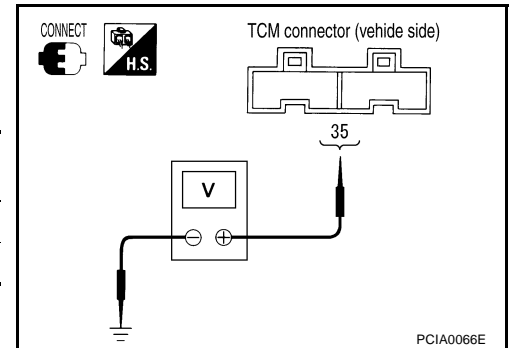 CONNECT
H.S.
TCM connector (vehide side)
35
V
− +
PCIA0066E